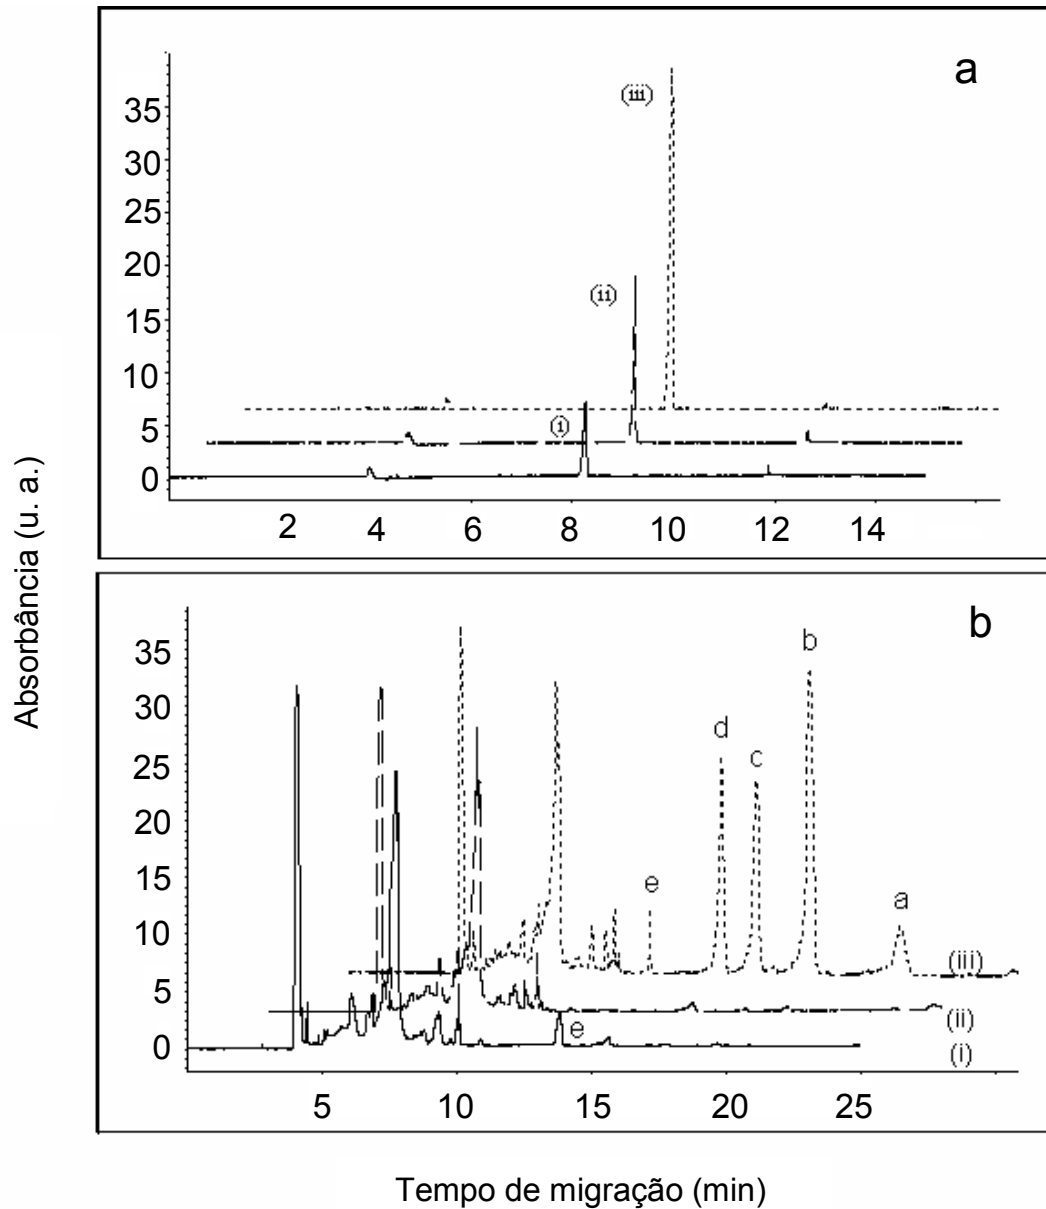 a
35
30
25
20
15
10
5
0
(iii)
(ii)
(i)
2 4 6 8 10 12 14
Absorbância (u. a.)
b
35
30
25
20
15
10
5
0
b
d
c
e
a
(iii)
(ii)
(i)
e
5 10 15 20 25
Tempo de migração (min)